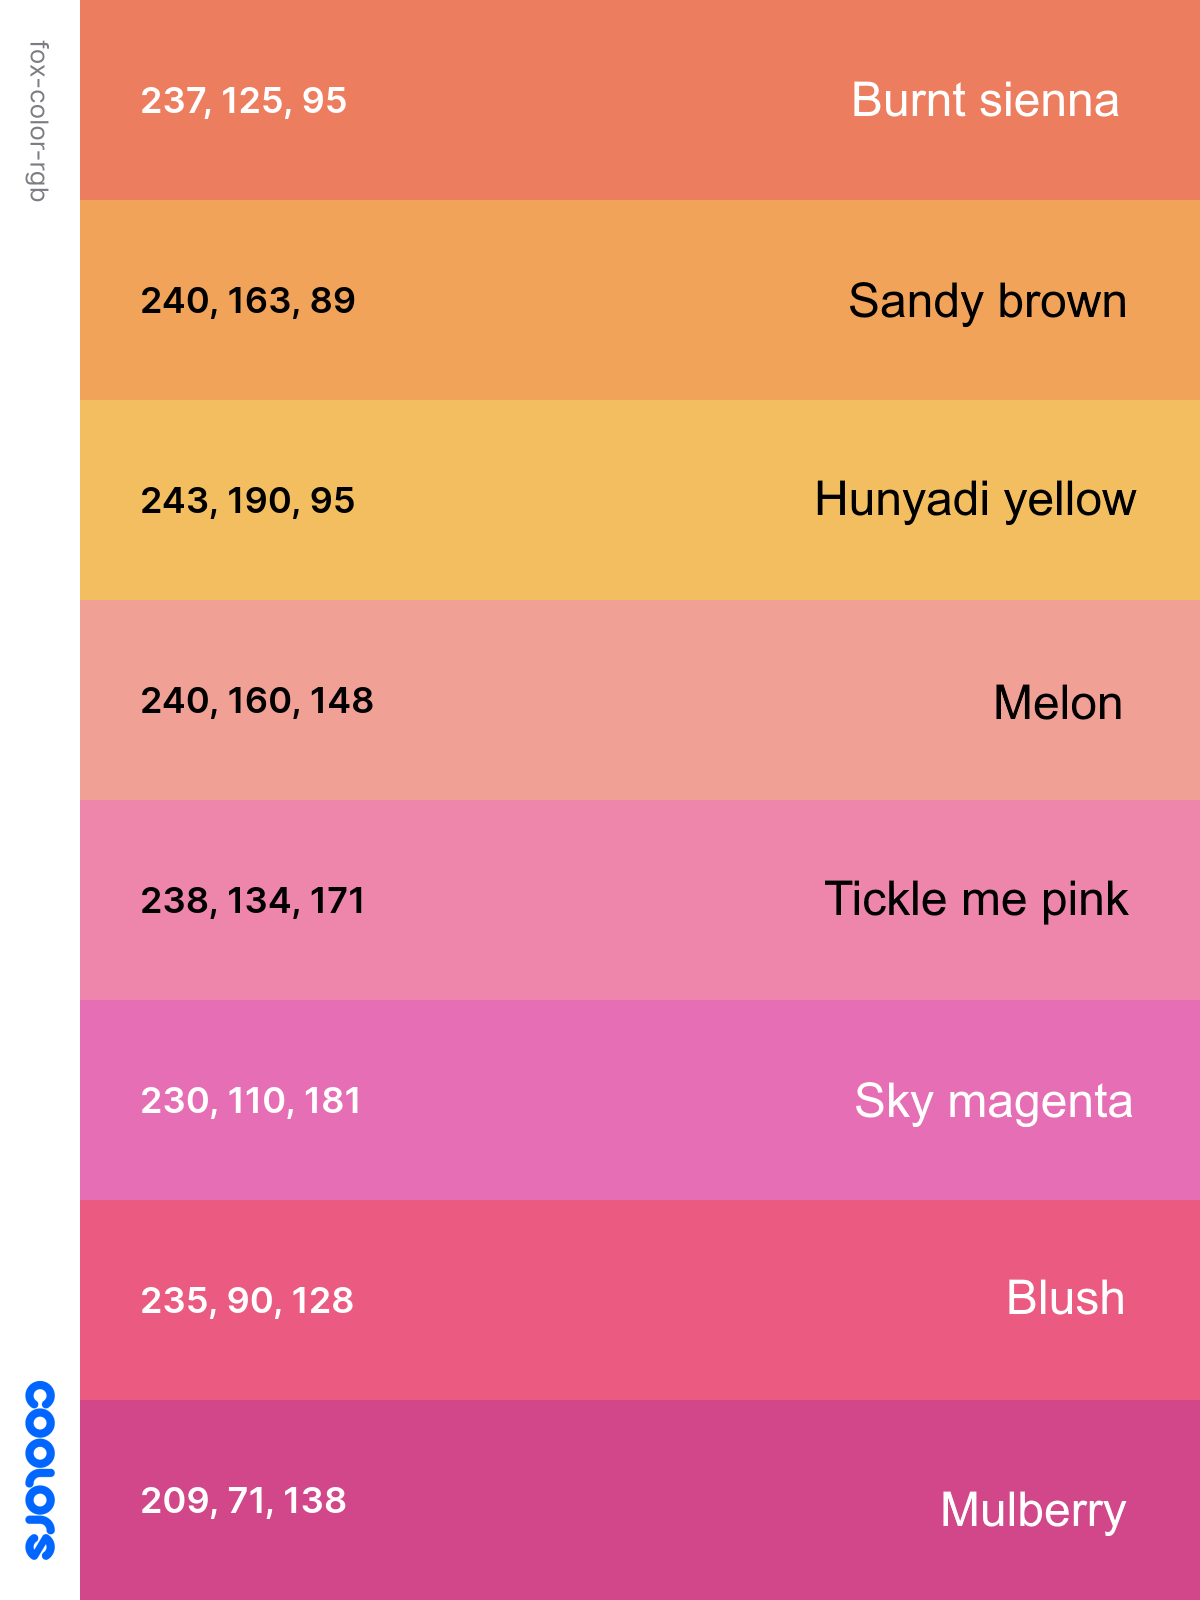 fox-color-rgb
237, 125, 95 Burnt sienna
240, 163, 89 Sandy brown
243, 190, 95 Hunyadi yellow
240, 160, 148 Melon
238, 134, 171 Tickle me pink
230, 110, 181 Sky magenta
235, 90, 128 Blush
209, 71, 138 Mulberry
coolors